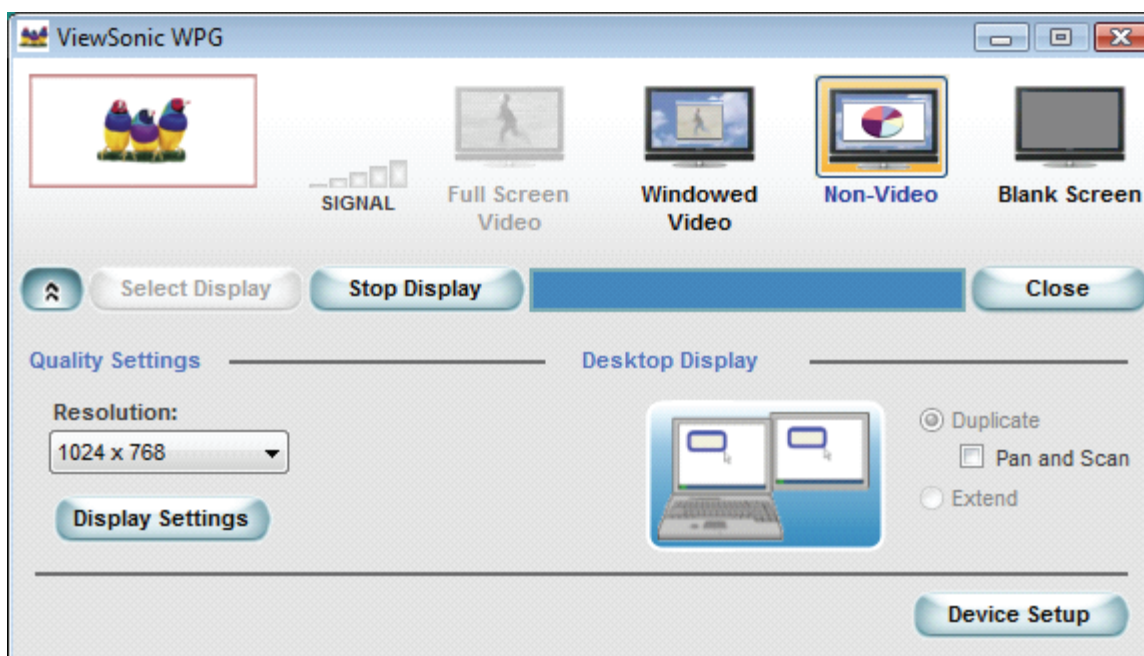 ViewSonic WPG
SIGNAL
Full Screen
Video
Windowed
Video
Non-Video
Blank Screen
Select Display
Stop Display
Close
Quality Settings
Desktop Display
Resolution:
1024 x 768
Display Settings
Duplicate
Pan and Scan
Extend
Device Setup